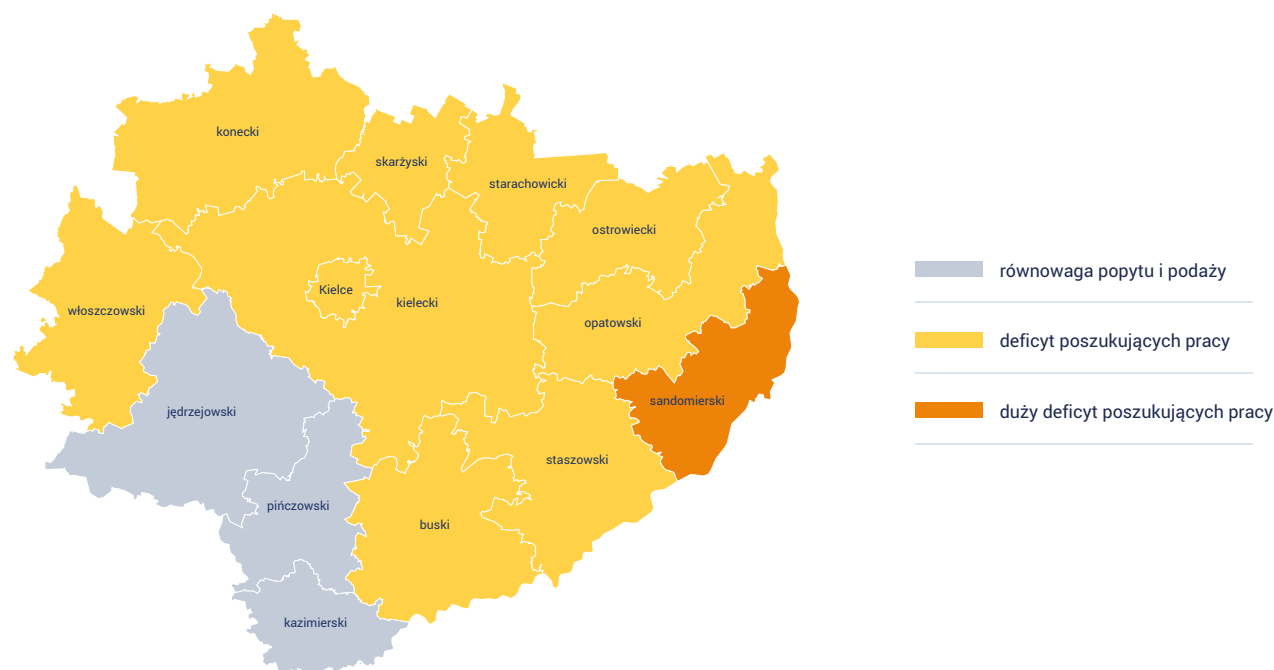 konecki
skarżyski
starachowicki
ostrowiecki
Kielce
kielecki
włoszczowski
opatowski
jędrzejowski
sandomierski
staszowski
pińczowski
buski
kazimierski
równowaga popytu i podaży
deficyt poszukujących pracy
duży deficyt poszukujących pracy